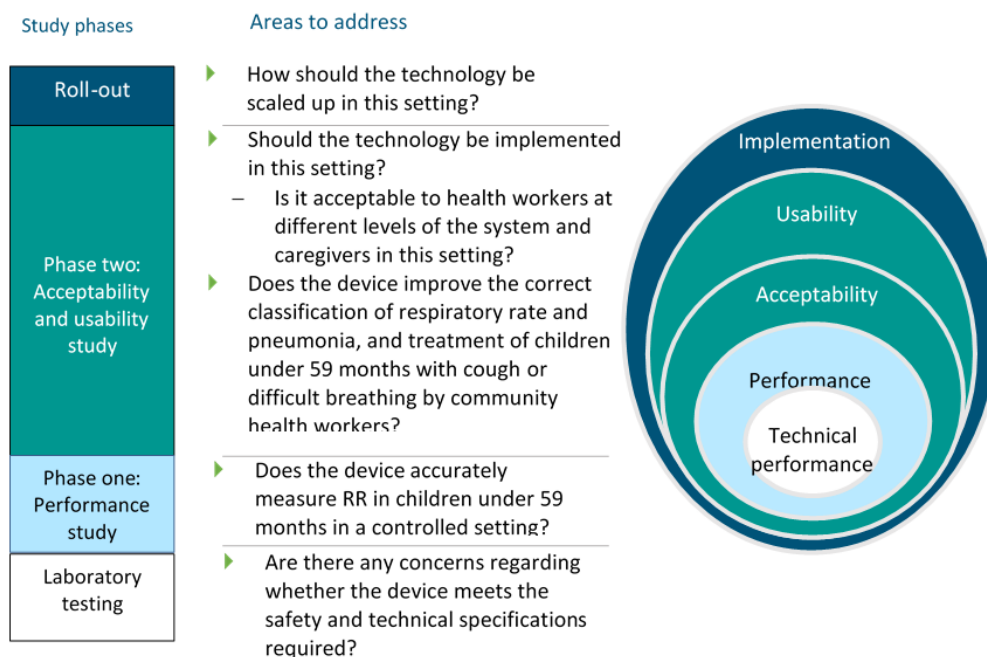 Study phases
Areas to address
Roll-out
How should the technology be
scaled up in this setting?
Phase two:
Acceptability
and usability
study
Should the technology be implemented
in this setting?
– Is it acceptable to health workers at
different levels of the system and
caregivers in this setting?
Does the device improve the correct
classification of respiratory rate and
pneumonia, and treatment of children
under 59 months with cough or
difficult breathing by community
health workers?
Phase one:
Performance
study
Does the device accurately
measure RR in children under 59
months in a controlled setting?
Laboratory
testing
Are there any concerns regarding
whether the device meets the
safety and technical specifications
required?
Implementation
Usability
Acceptability
Performance
Technical
performance